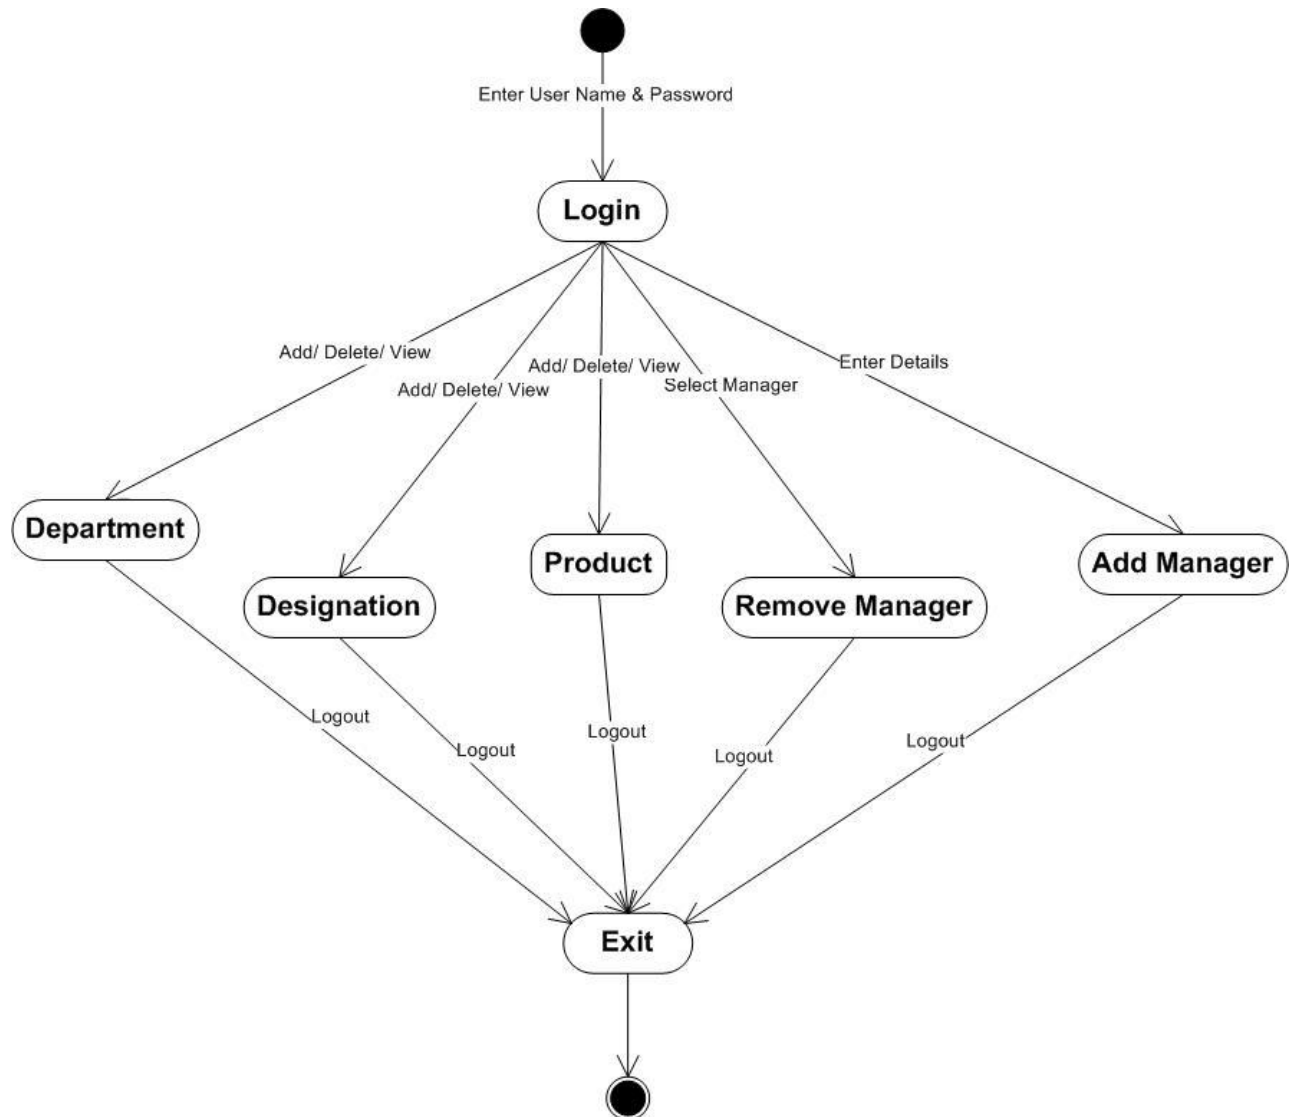 Enter User Name & Password
Login
Add/ Delete/ View
Add/ Delete/ View
Add/ Delete/ View
Select Manager
Enter Details
Department
Designation
Product
Remove Manager
Add Manager
Logout
Logout
Logout
Logout
Logout
Exit